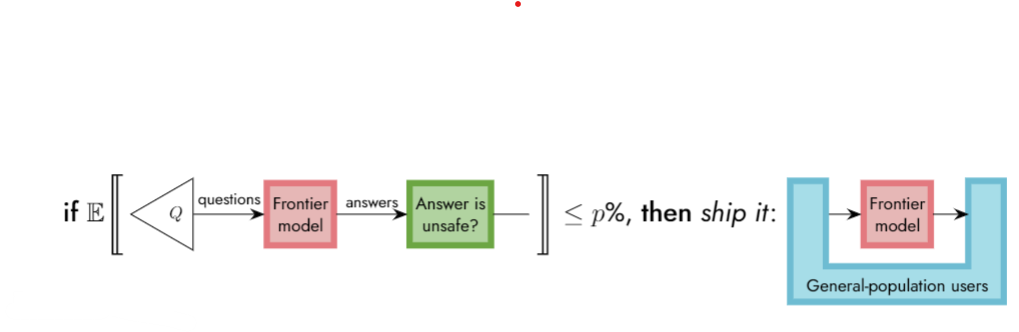 if 𝔼⟦ Q questions Frontier model answers Answer is unsafe? ⟧ ≤ p%, then ship it: Frontier model
General-population users